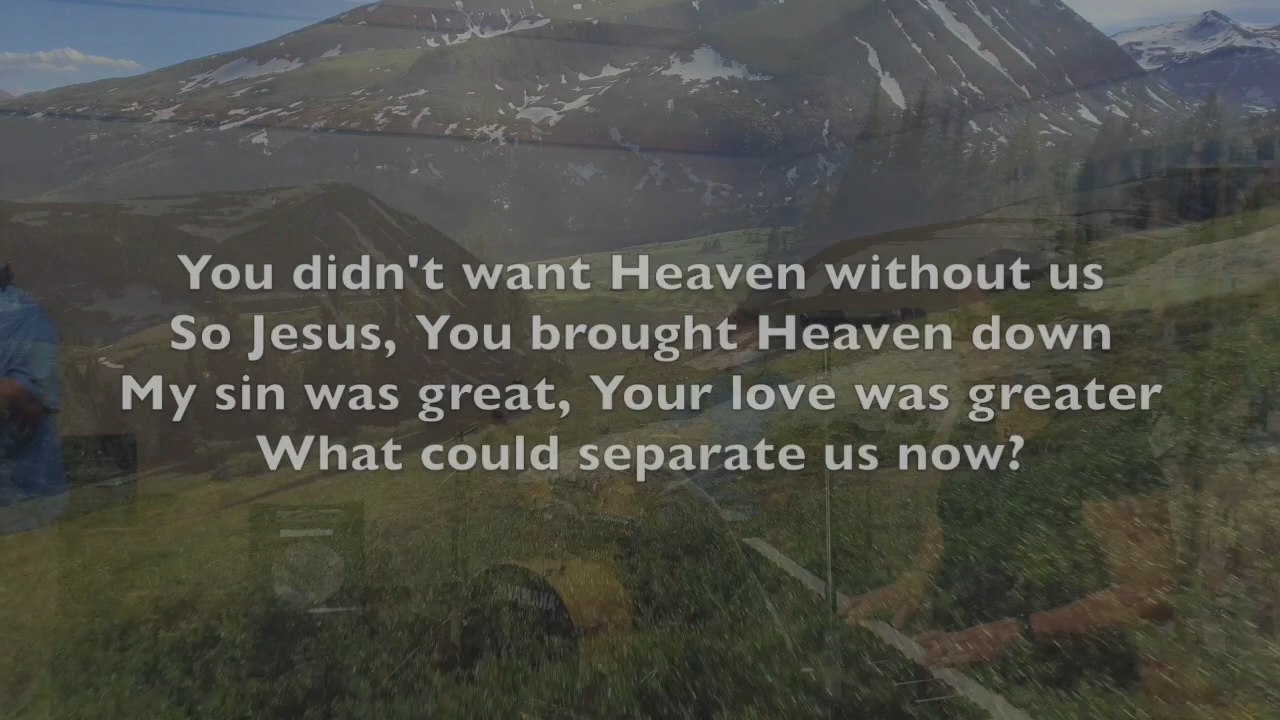 You didn't want Heaven without us
So Jesus, You brought Heaven down
My sin was great, Your love was greater
What could separate us now?
YAMAHA